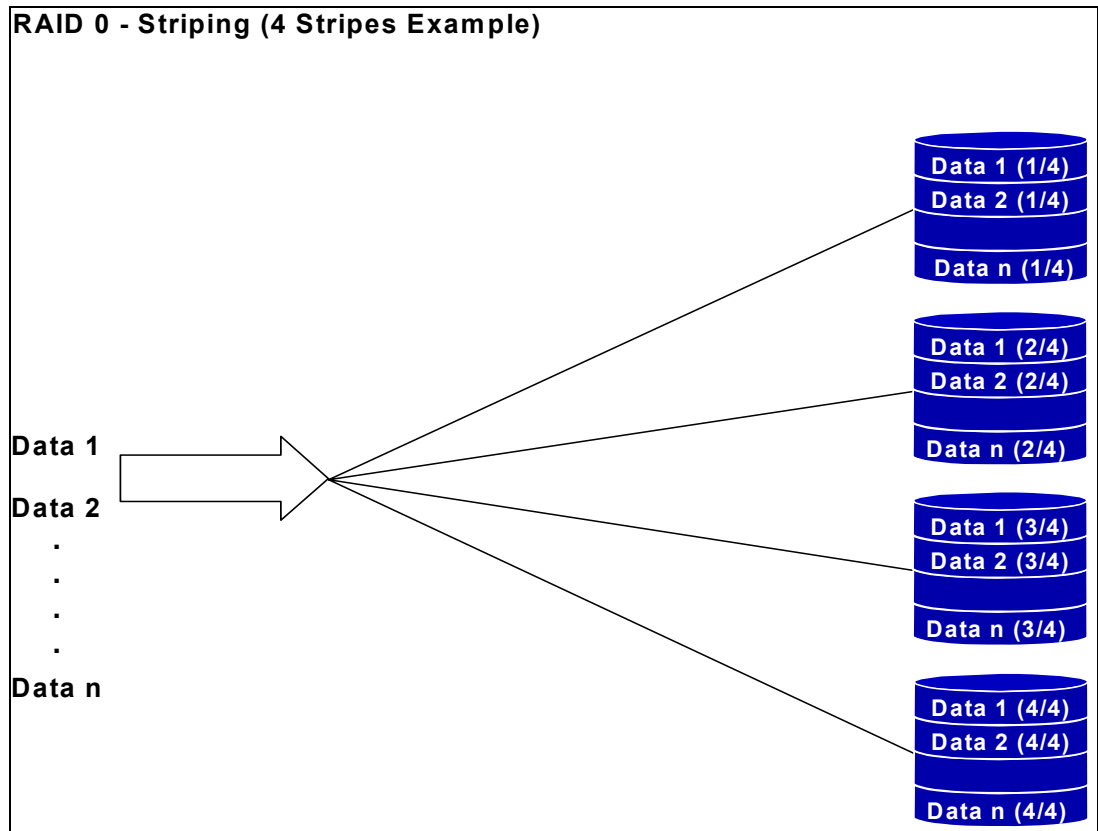 RAID 0 - Striping (4 Stripes Example)
Data 1
Data 2
.
.
.
.
Data n
Data 1 (1/4)
Data 2 (1/4)
Data n (1/4)
Data 1 (2/4)
Data 2 (2/4)
Data n (2/4)
Data 1 (3/4)
Data 2 (3/4)
Data n (3/4)
Data 1 (4/4)
Data 2 (4/4)
Data n (4/4)